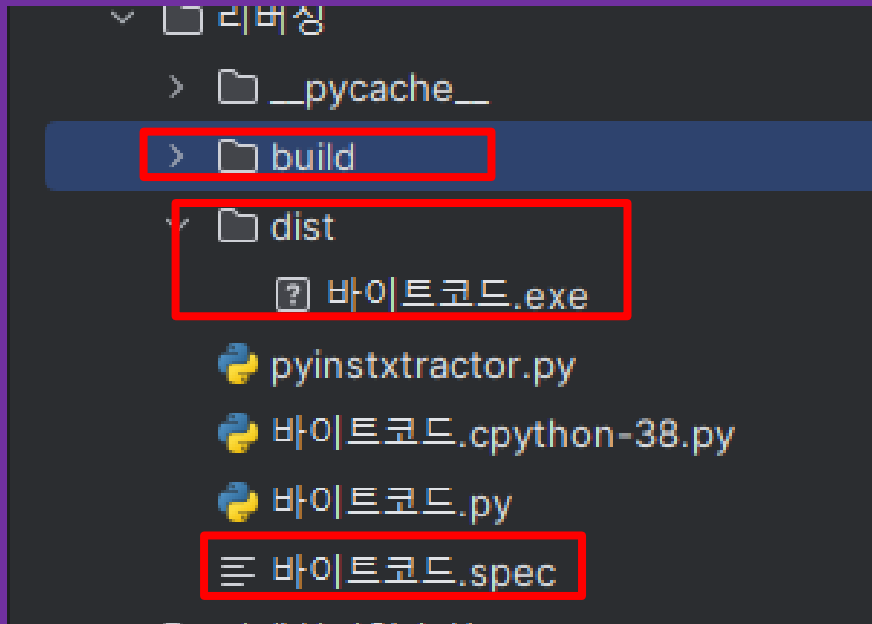 리버싱
__pycache__
build
dist
바이트코드.exe
pyinstxtractor.py
바이트코드.cpython-38.py
바이트코드.py
바이트코드.spec